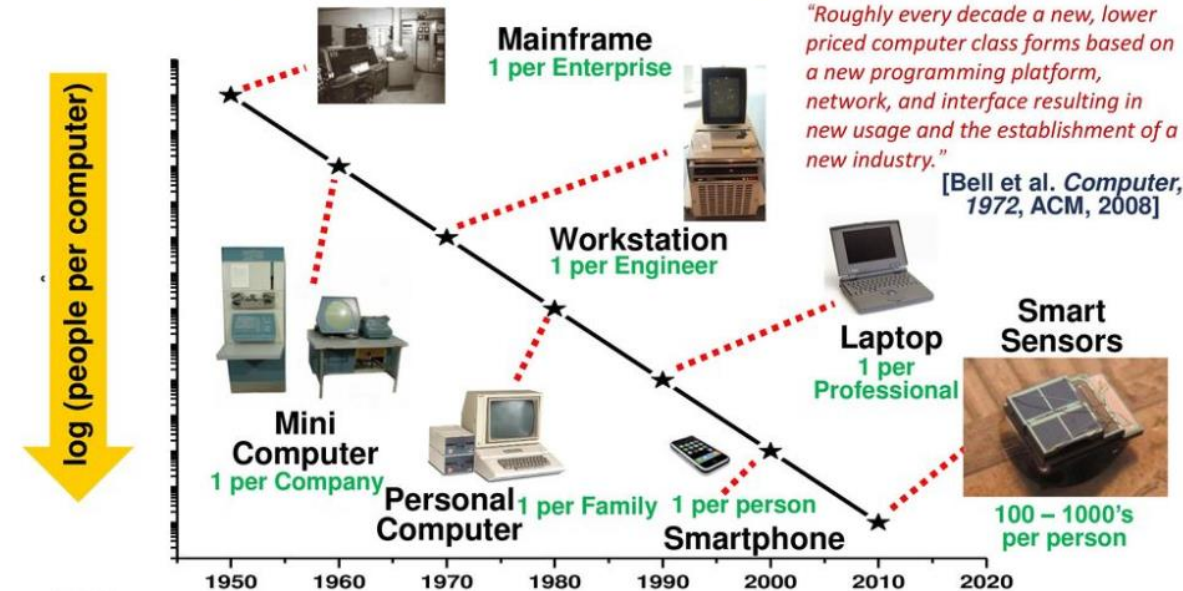 "Roughly every decade a new, lower
priced computer class forms based on
a new programming platform,
network, and interface resulting in
new usage and the establishment of a
new industry."
[Bell et al. Computer,
1972, ACM, 2008]
Mainframe
1 per Enterprise
log (people per computer)
Workstation
1 per Engineer
Laptop
1 per
Professional
Smart
Sensors
100 – 1000's
per person
Mini
Computer
1 per Company
Personal
Computer
1 per Family
1 per person
Smartphone
1950 1960 1970 1980 1990 2000 2010 2020